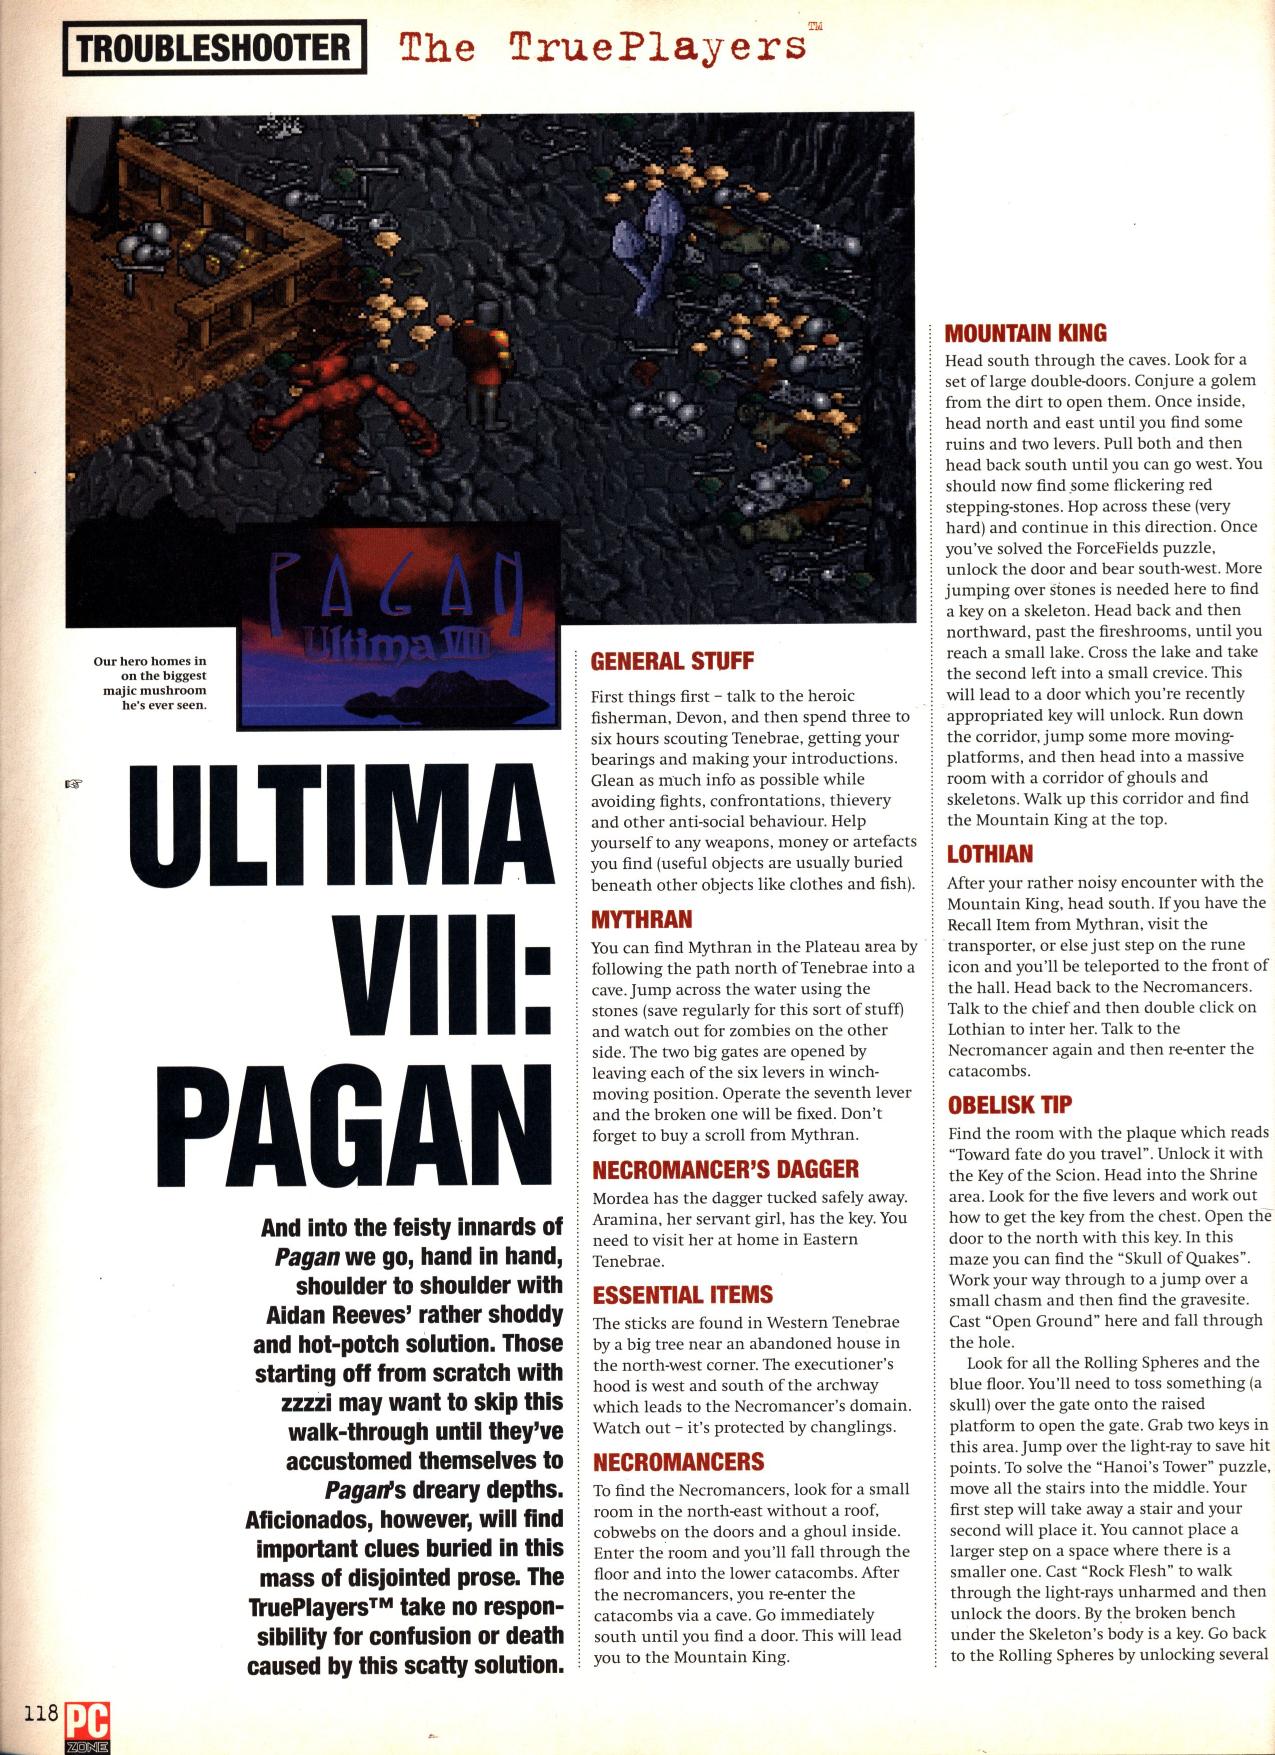 TROUBLESHOOTER
The TruePlayers™
PAGAN
Ultima VIII
Our hero homes in
on the biggest
majic mushroom
he's ever seen.
ULTIMA
VIII:
PAGAN
And into the feisty innards of
Pagan we go, hand in hand,
shoulder to shoulder with
Aidan Reeves' rather shoddy
and hot-potch solution. Those
starting off from scratch with
zzzzi may want to skip this
walk-through until they've
accustomed themselves to
Pagan's dreary depths.
Aficionados, however, will find
important clues buried in this
mass of disjointed prose. The
TruePlayers™ take no respon-
sibility for confusion or death
caused by this scatty solution.
GENERAL STUFF
First things first – talk to the heroic
fisherman, Devon, and then spend three to
six hours scouting Tenebrae, getting your
bearings and making your introductions.
Glean as much info as possible while
avoiding fights, confrontations, thievery
and other anti-social behaviour. Help
yourself to any weapons, money or artefacts
you find (useful objects are usually buried
beneath other objects like clothes and fish).
MYTHRAN
You can find Mythran in the Plateau area by
following the path north of Tenebrae into a
cave. Jump across the water using the
stones (save regularly for this sort of stuff)
and watch out for zombies on the other
side. The two big gates are opened by
leaving each of the six levers in winch-
moving position. Operate the seventh lever
and the broken one will be fixed. Don't
forget to buy a scroll from Mythran.
NECROMANCER'S DAGGER
Mordea has the dagger tucked safely away.
Aramina, her servant girl, has the key. You
need to visit her at home in Eastern
Tenebrae.
ESSENTIAL ITEMS
The sticks are found in Western Tenebrae
by a big tree near an abandoned house in
the north-west corner. The executioner's
hood is west and south of the archway
which leads to the Necromancer's domain.
Watch out – it's protected by changlings.
NECROMANCERS
To find the Necromancers, look for a small
room in the north-east without a roof,
cobwebs on the doors and a ghoul inside.
Enter the room and you'll fall through the
floor and into the lower catacombs. After
the necromancers, you re-enter the
catacombs via a cave. Go immediately
south until you find a door. This will lead
you to the Mountain King.
MOUNTAIN KING
Head south through the caves. Look for a
set of large double-doors. Conjure a golem
from the dirt to open them. Once inside,
head north and east until you find some
ruins and two levers. Pull both and then
head back south until you can go west. You
should now find some flickering red
stepping-stones. Hop across these (very
hard) and continue in this direction. Once
you've solved the ForceFields puzzle,
unlock the door and bear south-west. More
jumping over stones is needed here to find
a key on a skeleton. Head back and then
northward, past the fireshrooms, until you
reach a small lake. Cross the lake and take
the second left into a small crevice. This
will lead to a door which you're recently
appropriated key will unlock. Run down
the corridor, jump some more moving-
platforms, and then head into a massive
room with a corridor of ghouls and
skeletons. Walk up this corridor and find
the Mountain King at the top.
LOTHIAN
After your rather noisy encounter with the
Mountain King, head south. If you have the
Recall Item from Mythran, visit the
transporter, or else just step on the rune
icon and you'll be teleported to the front of
the hall. Head back to the Necromancers.
Talk to the chief and then double click on
Lothian to inter her. Talk to the
Necromancer again and then re-enter the
catacombs.
OBELISK TIP
Find the room with the plaque which reads
“Toward fate do you travel”. Unlock it with
the Key of the Scion. Head into the Shrine
area. Look for the five levers and work out
how to get the key from the chest. Open the
door to the north with this key. In this
maze you can find the “Skull of Quakes”.
Work your way through to a jump over a
small chasm and then find the gravesite.
Cast “Open Ground” here and fall through
the hole.
Look for all the Rolling Spheres and the
blue floor. You'll need to toss something (a
skull) over the gate onto the raised
platform to open the gate. Grab two keys in
this area. Jump over the light-ray to save hit
points. To solve the “Hanoi's Tower” puzzle,
move all the stairs into the middle. Your
first step will take away a stair and your
second will place it. You cannot place a
larger step on a space where there is a
smaller one. Cast “Rock Flesh” to walk
through the light-rays unharmed and then
unlock the doors. By the broken bench
under the Skeleton's body is a key. Go back
to the Rolling Spheres by unlocking several
118 PC
ZONE